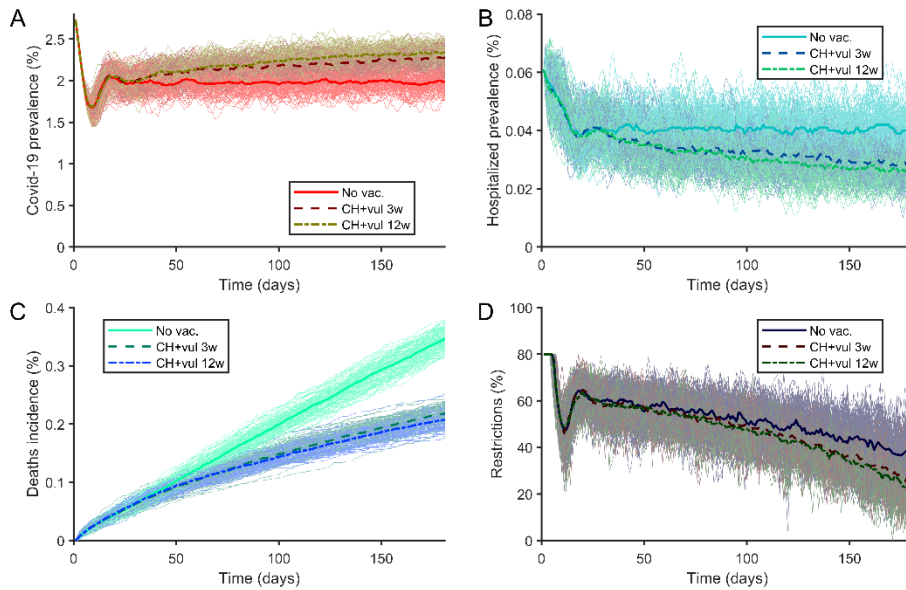 A
Covid-19 prevalence (%)
2.5
2
1.5
1
0.5
0
0
50
100
150
Time (days)
No vac.
CH+vul 3w
CH+vul 12w
B
Hospitalized prevalence (%)
0.08
0.06
0.04
0.02
0
0
50
100
150
Time (days)
No vac.
CH+vul 3w
CH+vul 12w
C
Deaths incidence (%)
0.4
0.3
0.2
0.1
0
0
50
100
150
Time (days)
No vac.
CH+vul 3w
CH+vul 12w
D
Restrictions (%)
100
80
60
40
20
0
0
50
100
150
Time (days)
No vac.
CH+vul 3w
CH+vul 12w